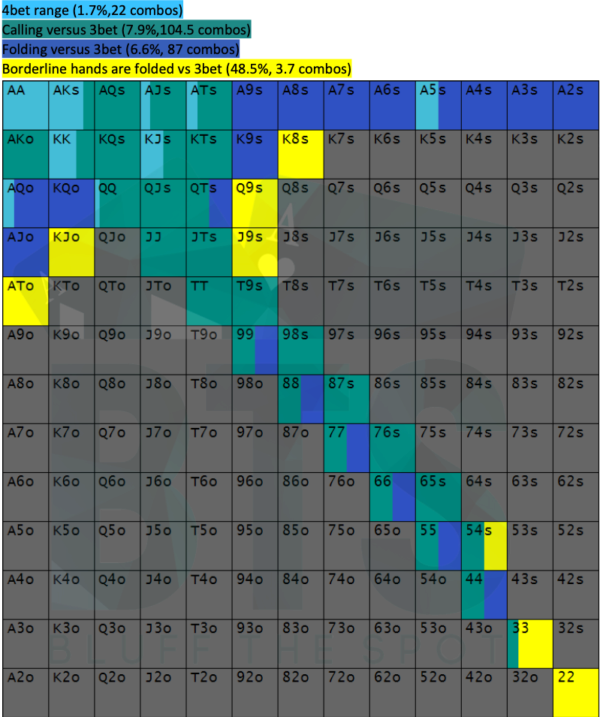 4bet range (1.7%,22 combos)
Calling versus 3bet (7.9%,104.5 combos)
Folding versus 3bet (6.6%, 87 combos)
Borderline hands are folded vs 3bet (48.5%, 3.7 combos)
AA AKs AQs AJs ATs A9s A8s A7s A6s A5s A4s A3s A2s
AKo KK KQs KJs KTs K9s K8s K7s K6s K5s K4s K3s K2s
AQo KQo QQ QJs QTs Q9s Q8s Q7s Q6s Q5s Q4s Q3s Q2s
AJo KJo QJo JJ JTs J9s J8s J7s J6s J5s J4s J3s J2s
ATo KTo QTo JTo TT T9s T8s T7s T6s T5s T4s T3s T2s
A9o K9o Q9o J9o T9o 99 98s 97s 96s 95s 94s 93s 92s
A8o K8o Q8o J8o T8o 98o 88 87s 86s 85s 84s 83s 82s
A7o K7o Q7o J7o T7o 97o 87o 77 76s 75s 74s 73s 72s
A6o K6o Q6o J6o T6o 96o 86o 76o 66 65s 64s 63s 62s
A5o K5o Q5o J5o T5o 95o 85o 75o 65o 55 54s 53s 52s
A4o K4o Q4o J4o T4o 94o 84o 74o 64o 54o 44 43s 42s
A3o K3o Q3o J3o T3o 93o 83o 73o 63o 53o 43o 33 32s
A2o K2o Q2o J2o T2o 92o 82o 72o 62o 52o 42o 32o 22
BTS
BLUFF THE SPOT